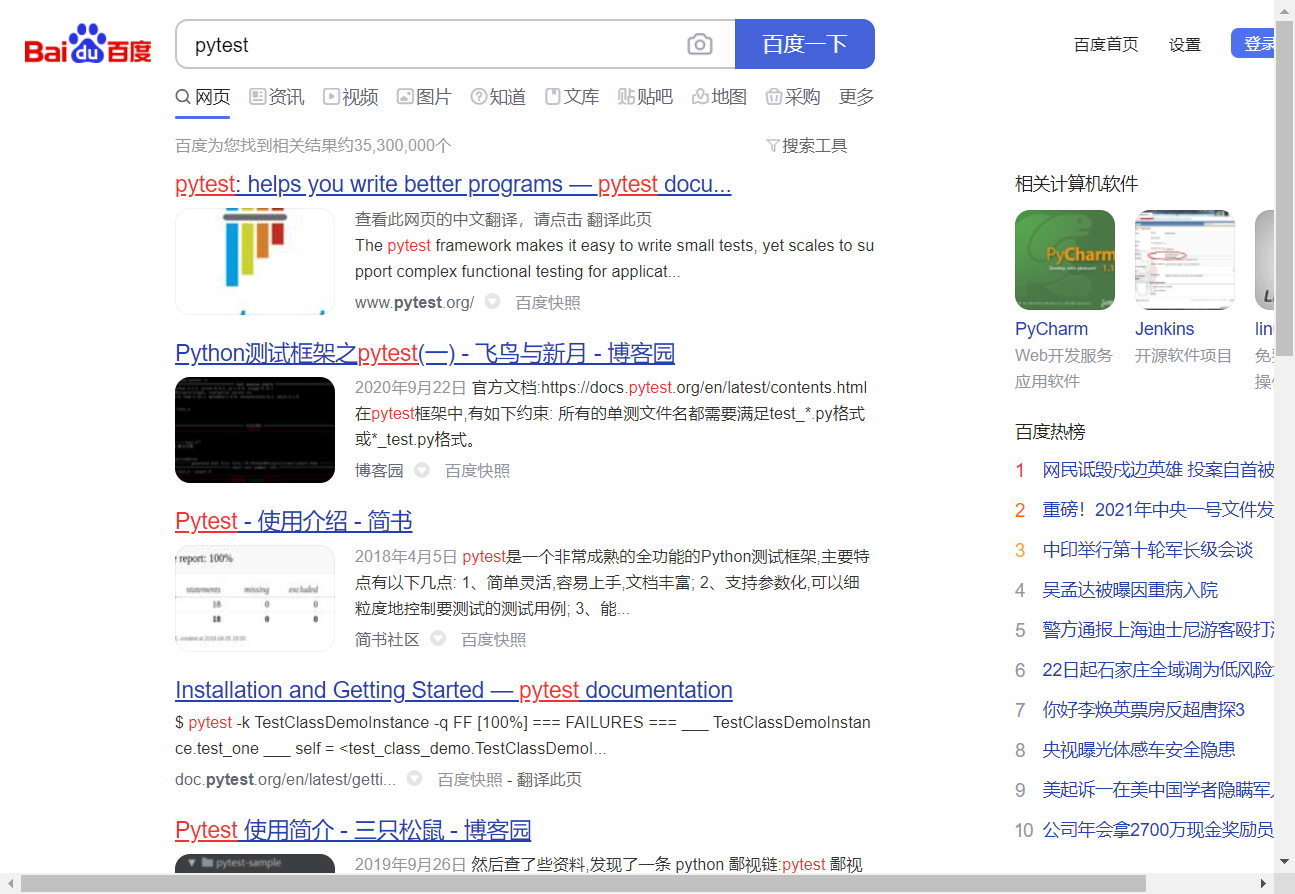 Bai du 百度
pytest
百度一下
百度首页 设置 登录
网页 资讯 视频 图片 知道 文库 贴吧 地图 采购 更多
百度为您找到相关结果约35,300,000个
搜索工具
pytest: helps you write better programs — pytest docu...
查看此网页的中文翻译，请点击 翻译此页
The pytest framework makes it easy to write small tests, yet scales to su
pport complex functional testing for applicat...
www.pytest.org/ 百度快照
Python测试框架之pytest(一) - 飞鸟与新月 - 博客园
2020年9月22日 官方文档:https://docs.pytest.org/en/latest/contents.html
在pytest框架中,有如下约束: 所有的单测文件名都需要满足test_*.py格式
或*_test.py格式。
博客园 百度快照
Pytest - 使用介绍 - 简书
report: 100%
statements missing excluded
18 0 0
18 0 0
2018年4月5日 pytest是一个非常成熟的全功能的Python测试框架,主要特
点有以下几点: 1、简单灵活,容易上手,文档丰富; 2、支持参数化,可以细
粒度地控制要测试的测试用例; 3、能...
简书社区 百度快照
Installation and Getting Started — pytest documentation
$ pytest -k TestClassDemoInstance -q FF [100%] === FAILURES === ___ TestClassDemoInstan
ce.test_one ___ self = <test_class_demo.TestClassDemoI...
doc.pytest.org/en/latest/getti... 百度快照 - 翻译此页
Pytest 使用简介 - 三只松鼠 - 博客园
pytest-sample
2019年9月26日 然后查了些资料,发现了一条 python 鄙视链:pytest 鄙视
相关计算机软件
PyCharm
PyCharm Jenkins lin
Web开发服务 开源软件项目 免
应用软件 操
百度热榜
1 网民诋毁戍边英雄 投案自首被
2 重磅！2021年中央一号文件发
3 中印举行第十轮军长级会谈
4 吴孟达被曝因重病入院
5 警方通报上海迪士尼游客殴打
6 22日起石家庄全域调为低风险
7 你好李焕英票房反超唐探3
8 央视曝光体感车安全隐患
9 美起诉一在美中国学者隐瞒军
10 公司年会拿2700万现金奖励员